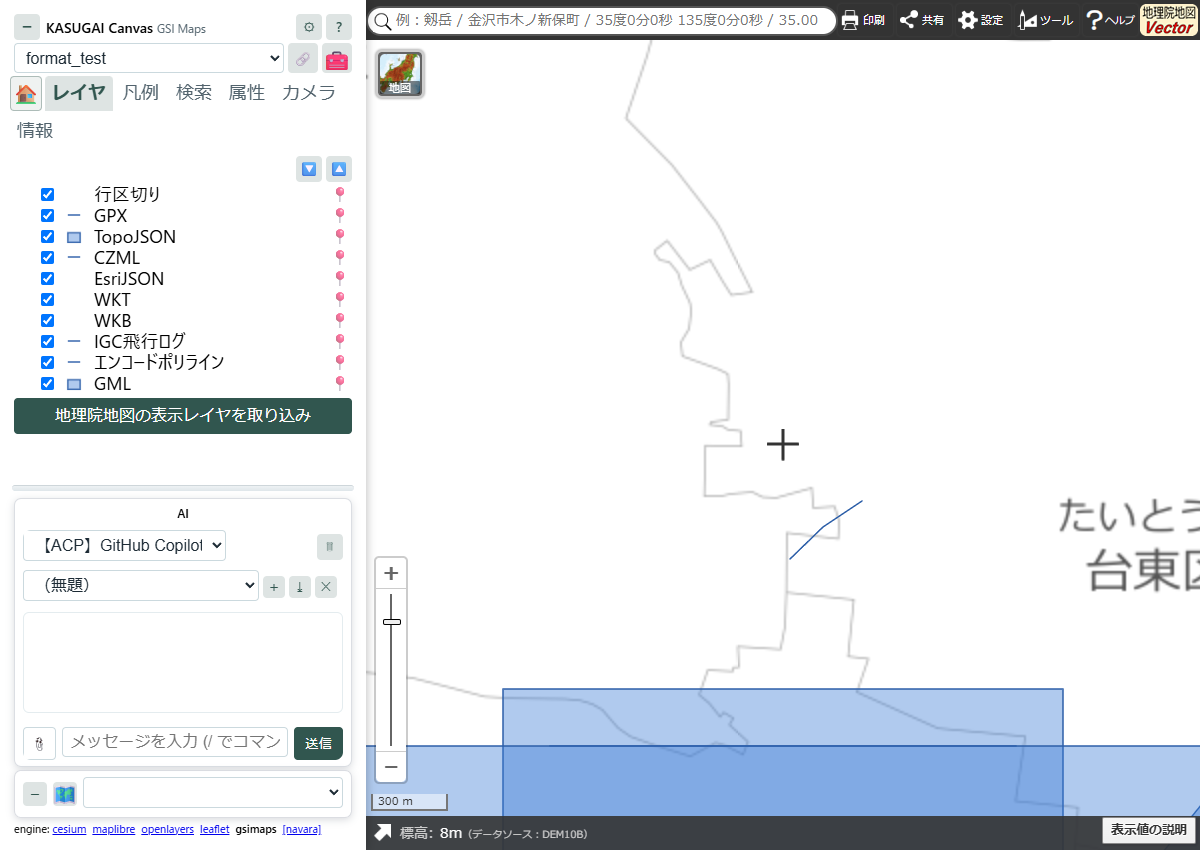 KASUGAI Canvas GSI Maps
?
format_test
レイヤ 凡例 検索 属性 カメラ
情報
行区切り
GPX
TopoJSON
CZML
EsriJSON
WKT
WKB
IGC飛行ログ
エンコードポリライン
GML
地理院地図の表示レイヤを取り込み
AI
【ACP】GitHub Copilot
（無題）
メッセージを入力 (/ でコマン
送信
engine: cesium maplibre openlayers leaflet gsimaps [navara]
例：剱岳 / 金沢市木ノ新保町 / 35度0分0秒 135度0分0秒 / 35.00
印刷 共有 設定 ツール ヘルプ
地理院地図
Vector
地図
たいとう
台東区
300 m
標高: 8m (データソース：DEM10B)
表示値の説明